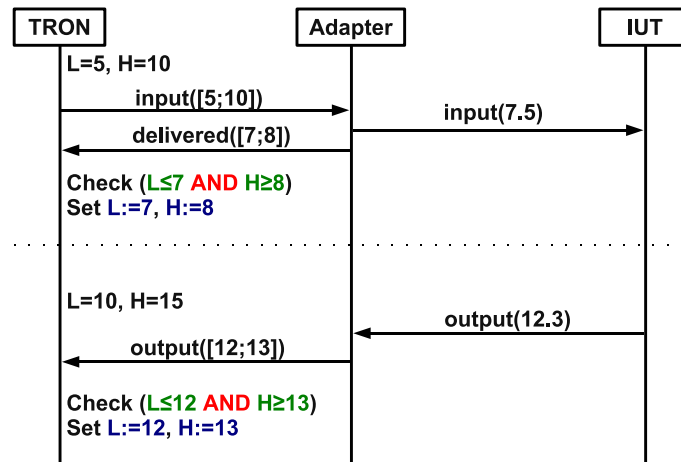 TRON
Adapter
IUT
L=5, H=10
input([5;10])
input(7.5)
delivered([7;8])
Check (L≤7 AND H≥8)
Set L:=7, H:=8
L=10, H=15
output(12.3)
output([12;13])
Check (L≤12 AND H≥13)
Set L:=12, H:=13